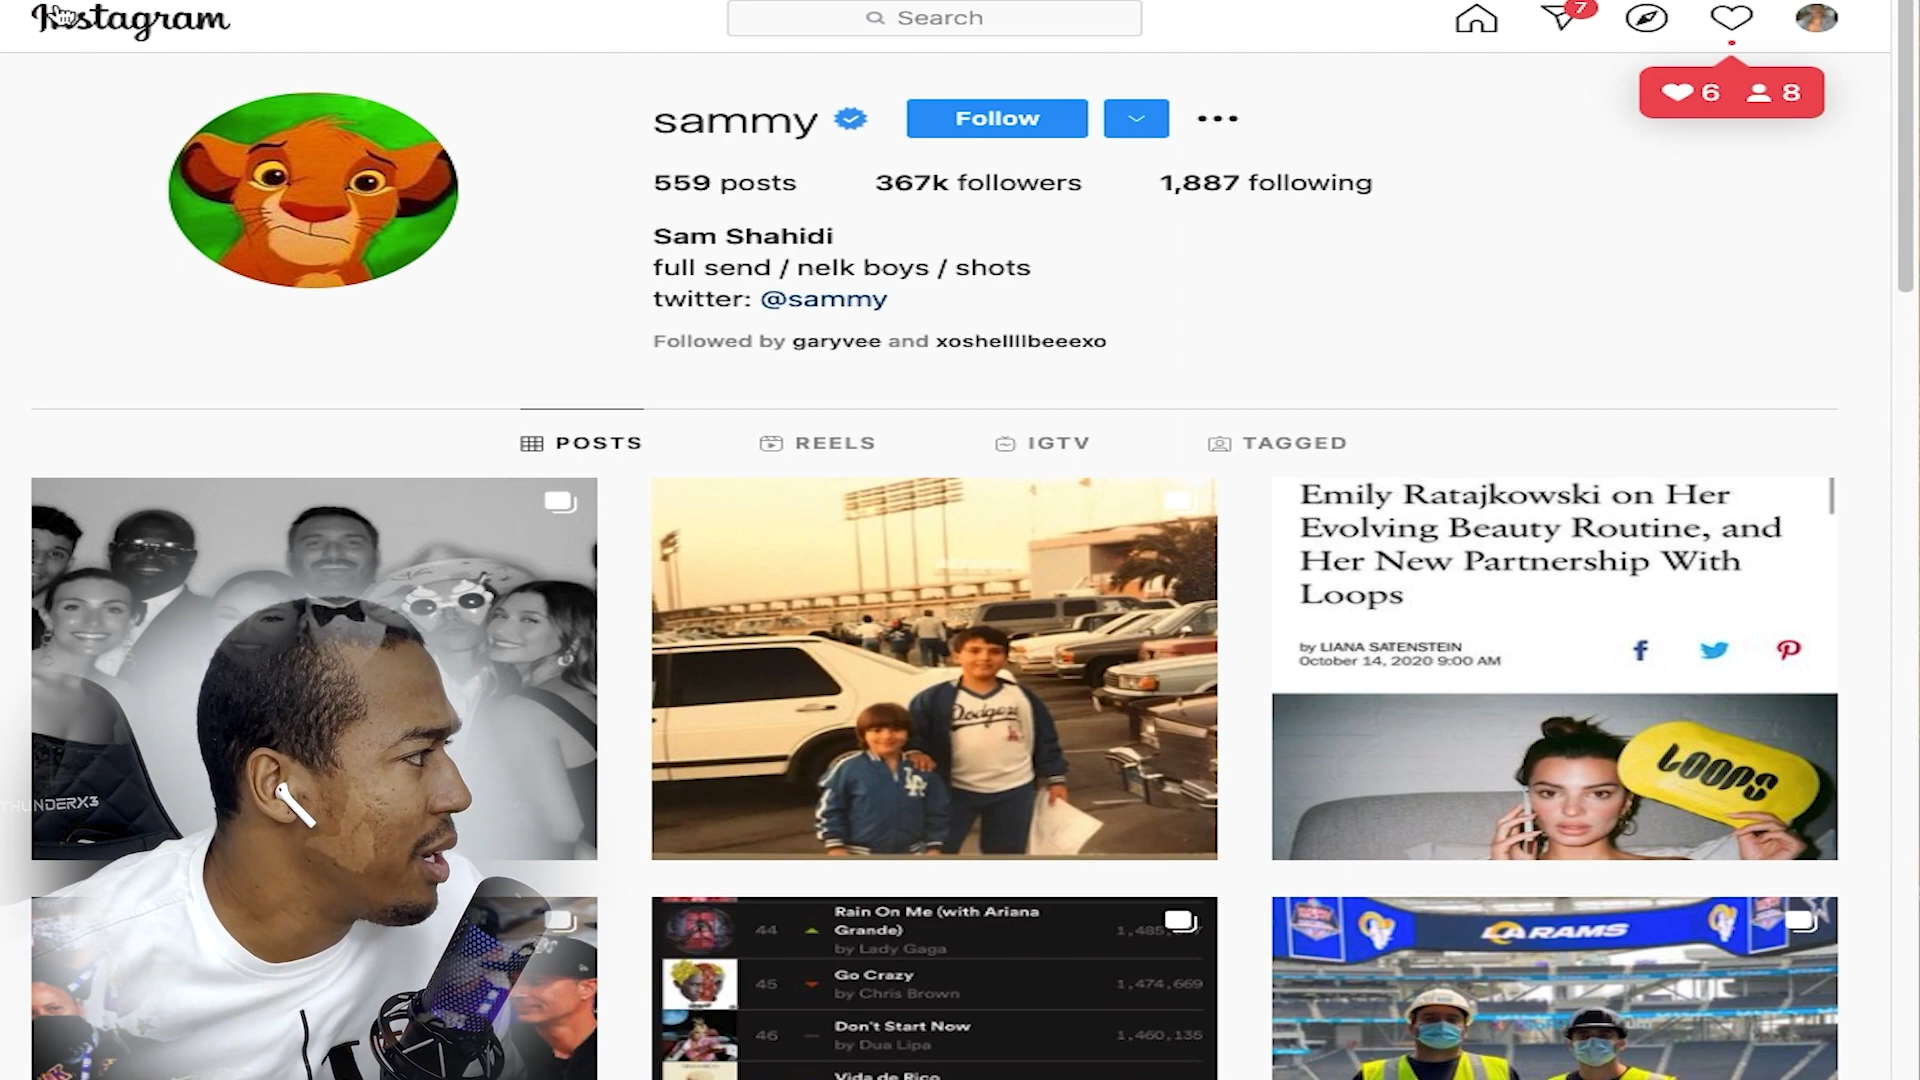 Instagram
Search
7
6 8
sammy
Follow
559 posts 367k followers 1,887 following
Sam Shahidi
full send / nelk boys / shots
twitter: @sammy
Followed by garyvee and xoshellllbeeexo
POSTS REELS IGTV TAGGED
Emily Ratajkowski on Her
Evolving Beauty Routine, and
Her New Partnership With
Loops
by LIANA SATENSTEIN
October 14, 2020 9:00 AM
Dodgers
LA
LOOPS
THUNDERX3
44 Rain On Me (with Ariana
Grande)
by Lady Gaga
45 Go Crazy 1,474,669
by Chris Brown
46 Don't Start Now 1,460,135
by Dua Lipa
Vida de Rico
LA RAMS